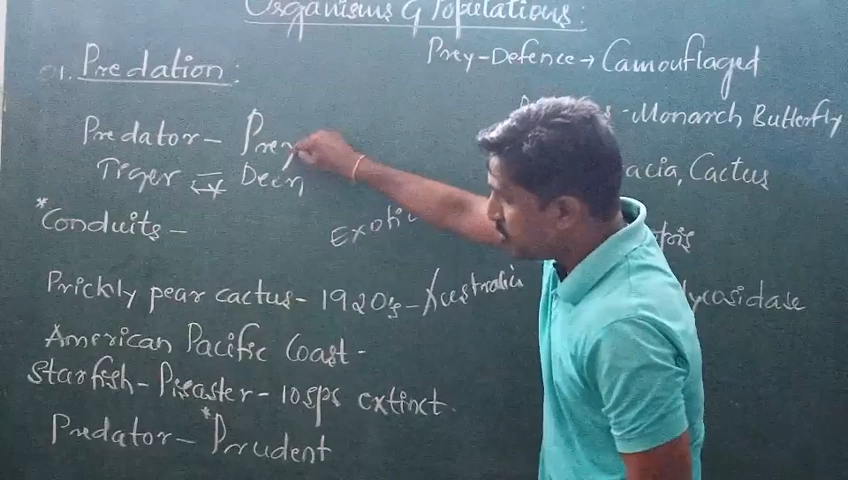 Organisms & Populations:
01. Predation:
Predator - Prey
Tiger Deer
*Conduits -
Exotic
Prickly pear cactus - 1920's - Australia
American Pacific Coast -
Starfish - Pisaster - 10 sps extinct.
Predator - *Prudent
Prey-Defence → Camouflaged
- Monarch Butterfly
acia, Cactus
lycosidase